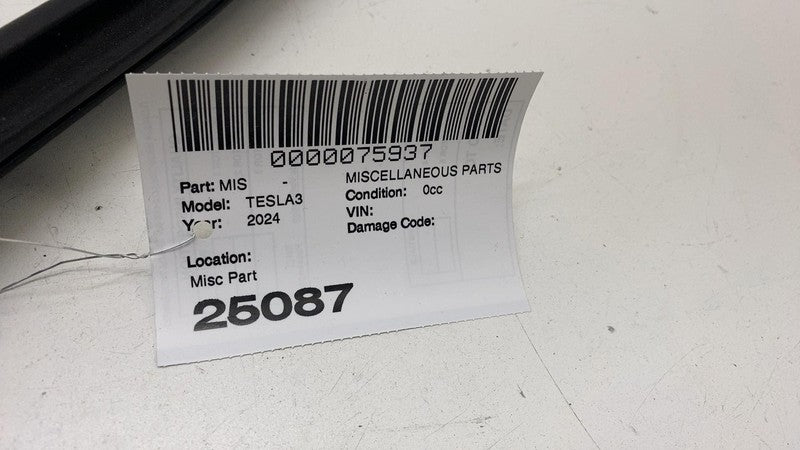 0000075937
Part: MIS - MISCELLANEOUS PARTS
Model: TESLA3 Condition: 0cc
Year: 2024 VIN:
Damage Code:
Location:
Misc Part
25087